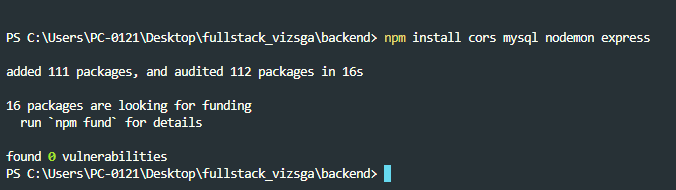 PS C:\Users\PC-0121\Desktop\fullstack_vizsga\backend> npm install cors mysql nodemon express
added 111 packages, and audited 112 packages in 16s
16 packages are looking for funding
  run `npm fund` for details
found 0 vulnerabilities
PS C:\Users\PC-0121\Desktop\fullstack_vizsga\backend>